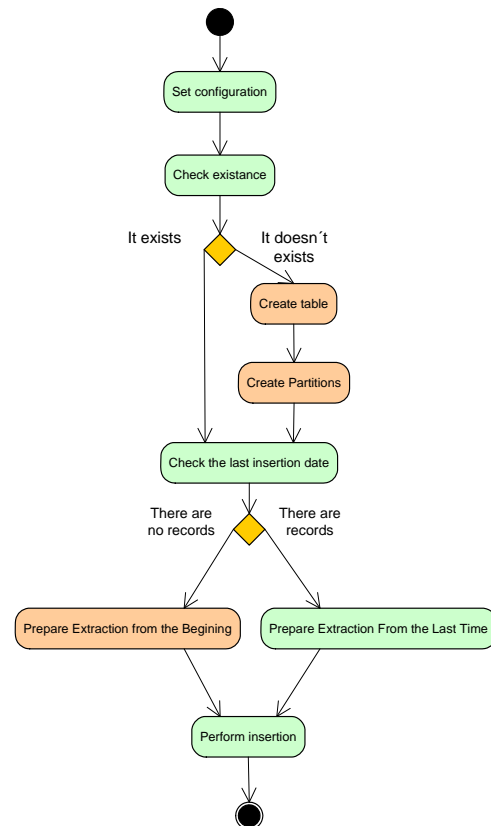 Set configuration
Check existance
It exists
It doesn´t
exists
Create table
Create Partitions
Check the last insertion date
There are
no records
There are
records
Prepare Extraction from the Begining
Prepare Extraction From the Last Time
Perform insertion